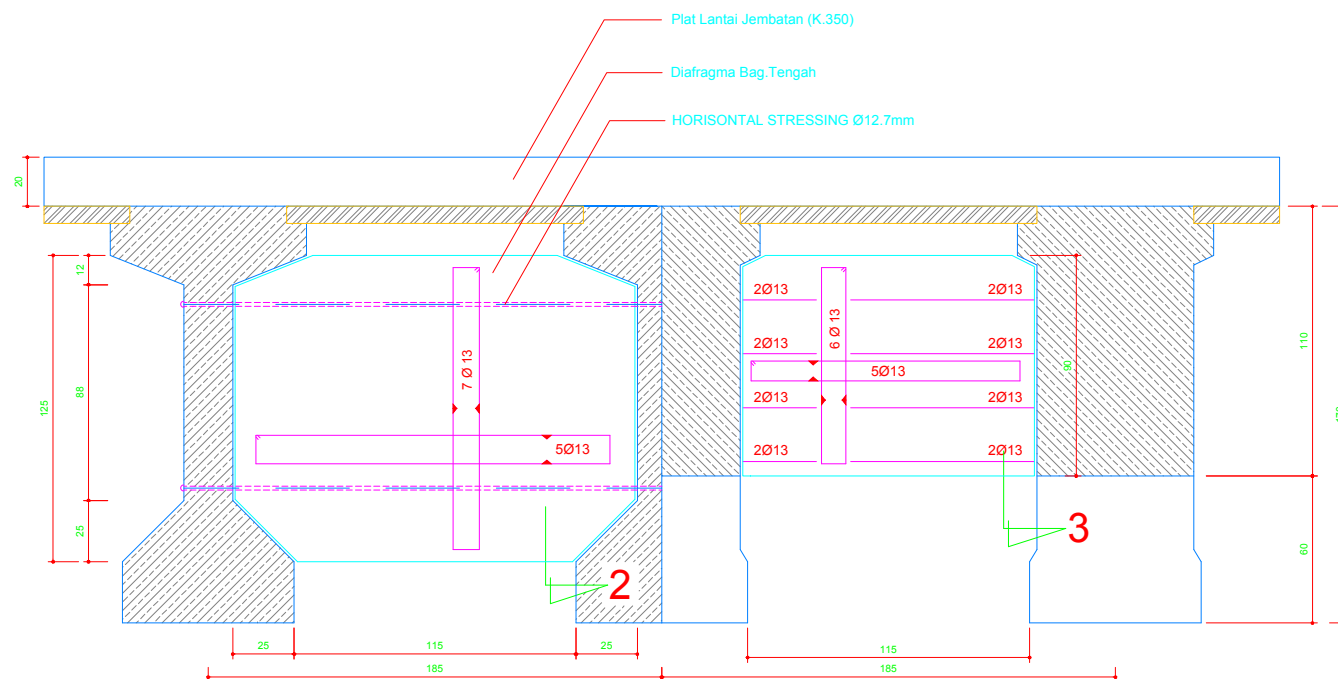 Plat Lantai Jembatan (K.350)
Diafragma Bag.Tengah
HORISONTAL STRESSING Ø12.7mm
20
12
88
125
25
7 Ø 13
5Ø13
2
6 Ø 13
2Ø13
2Ø13
2Ø13
2Ø13
5Ø13
2Ø13
2Ø13
2Ø13
2Ø13
3
90
110
60
25
115
25
185
115
185